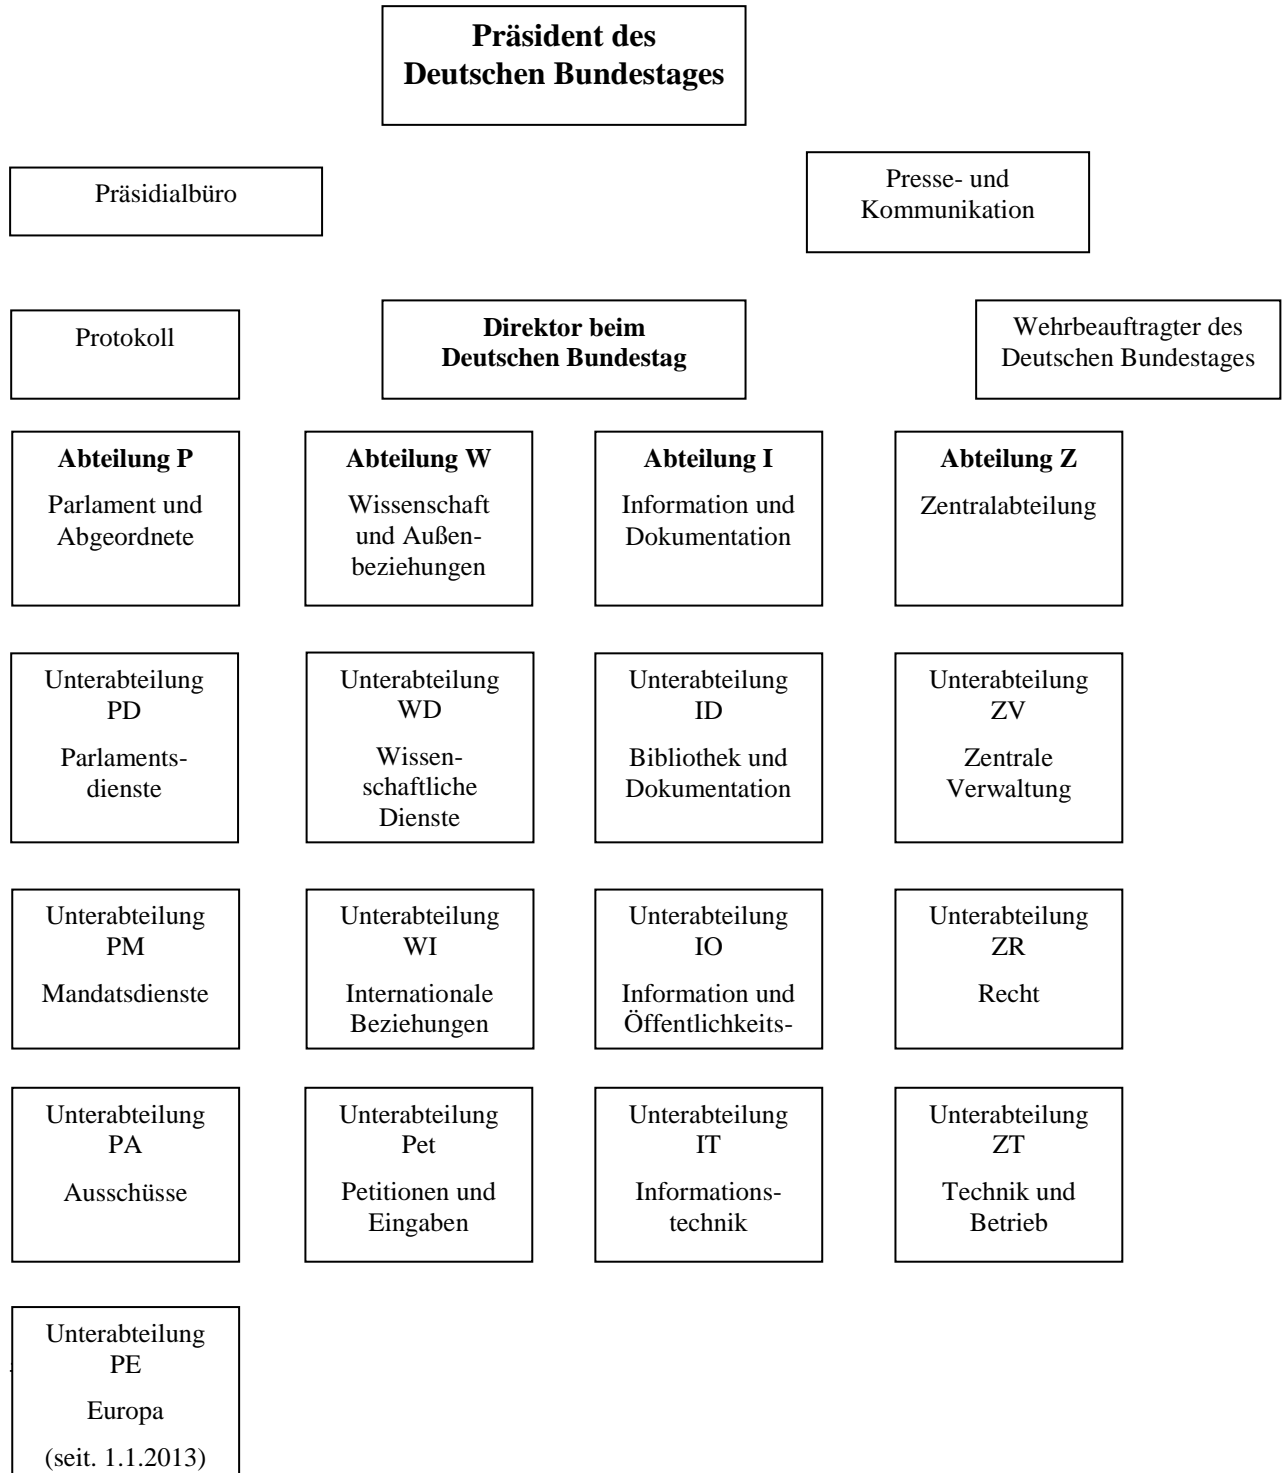 Präsident des
Deutschen Bundestages
Präsidialbüro
Presse- und
Kommunikation
Protokoll
Direktor beim
Deutschen Bundestag
Wehrbeauftragter des
Deutschen Bundestages
Abteilung P
Parlament und
Abgeordnete
Abteilung W
Wissenschaft
und Außen-
beziehungen
Abteilung I
Information und
Dokumentation
Abteilung Z
Zentralabteilung
Unterabteilung
PD
Parlaments-
dienste
Unterabteilung
WD
Wissen-
schaftliche
Dienste
Unterabteilung
ID
Bibliothek und
Dokumentation
Unterabteilung
ZV
Zentrale
Verwaltung
Unterabteilung
PM
Mandatsdienste
Unterabteilung
WI
Internationale
Beziehungen
Unterabteilung
IO
Information und
Öffentlichkeits-
Unterabteilung
ZR
Recht
Unterabteilung
PA
Ausschüsse
Unterabteilung
Pet
Petitionen und
Eingaben
Unterabteilung
IT
Informations-
technik
Unterabteilung
ZT
Technik und
Betrieb
Unterabteilung
PE
Europa
(seit. 1.1.2013)